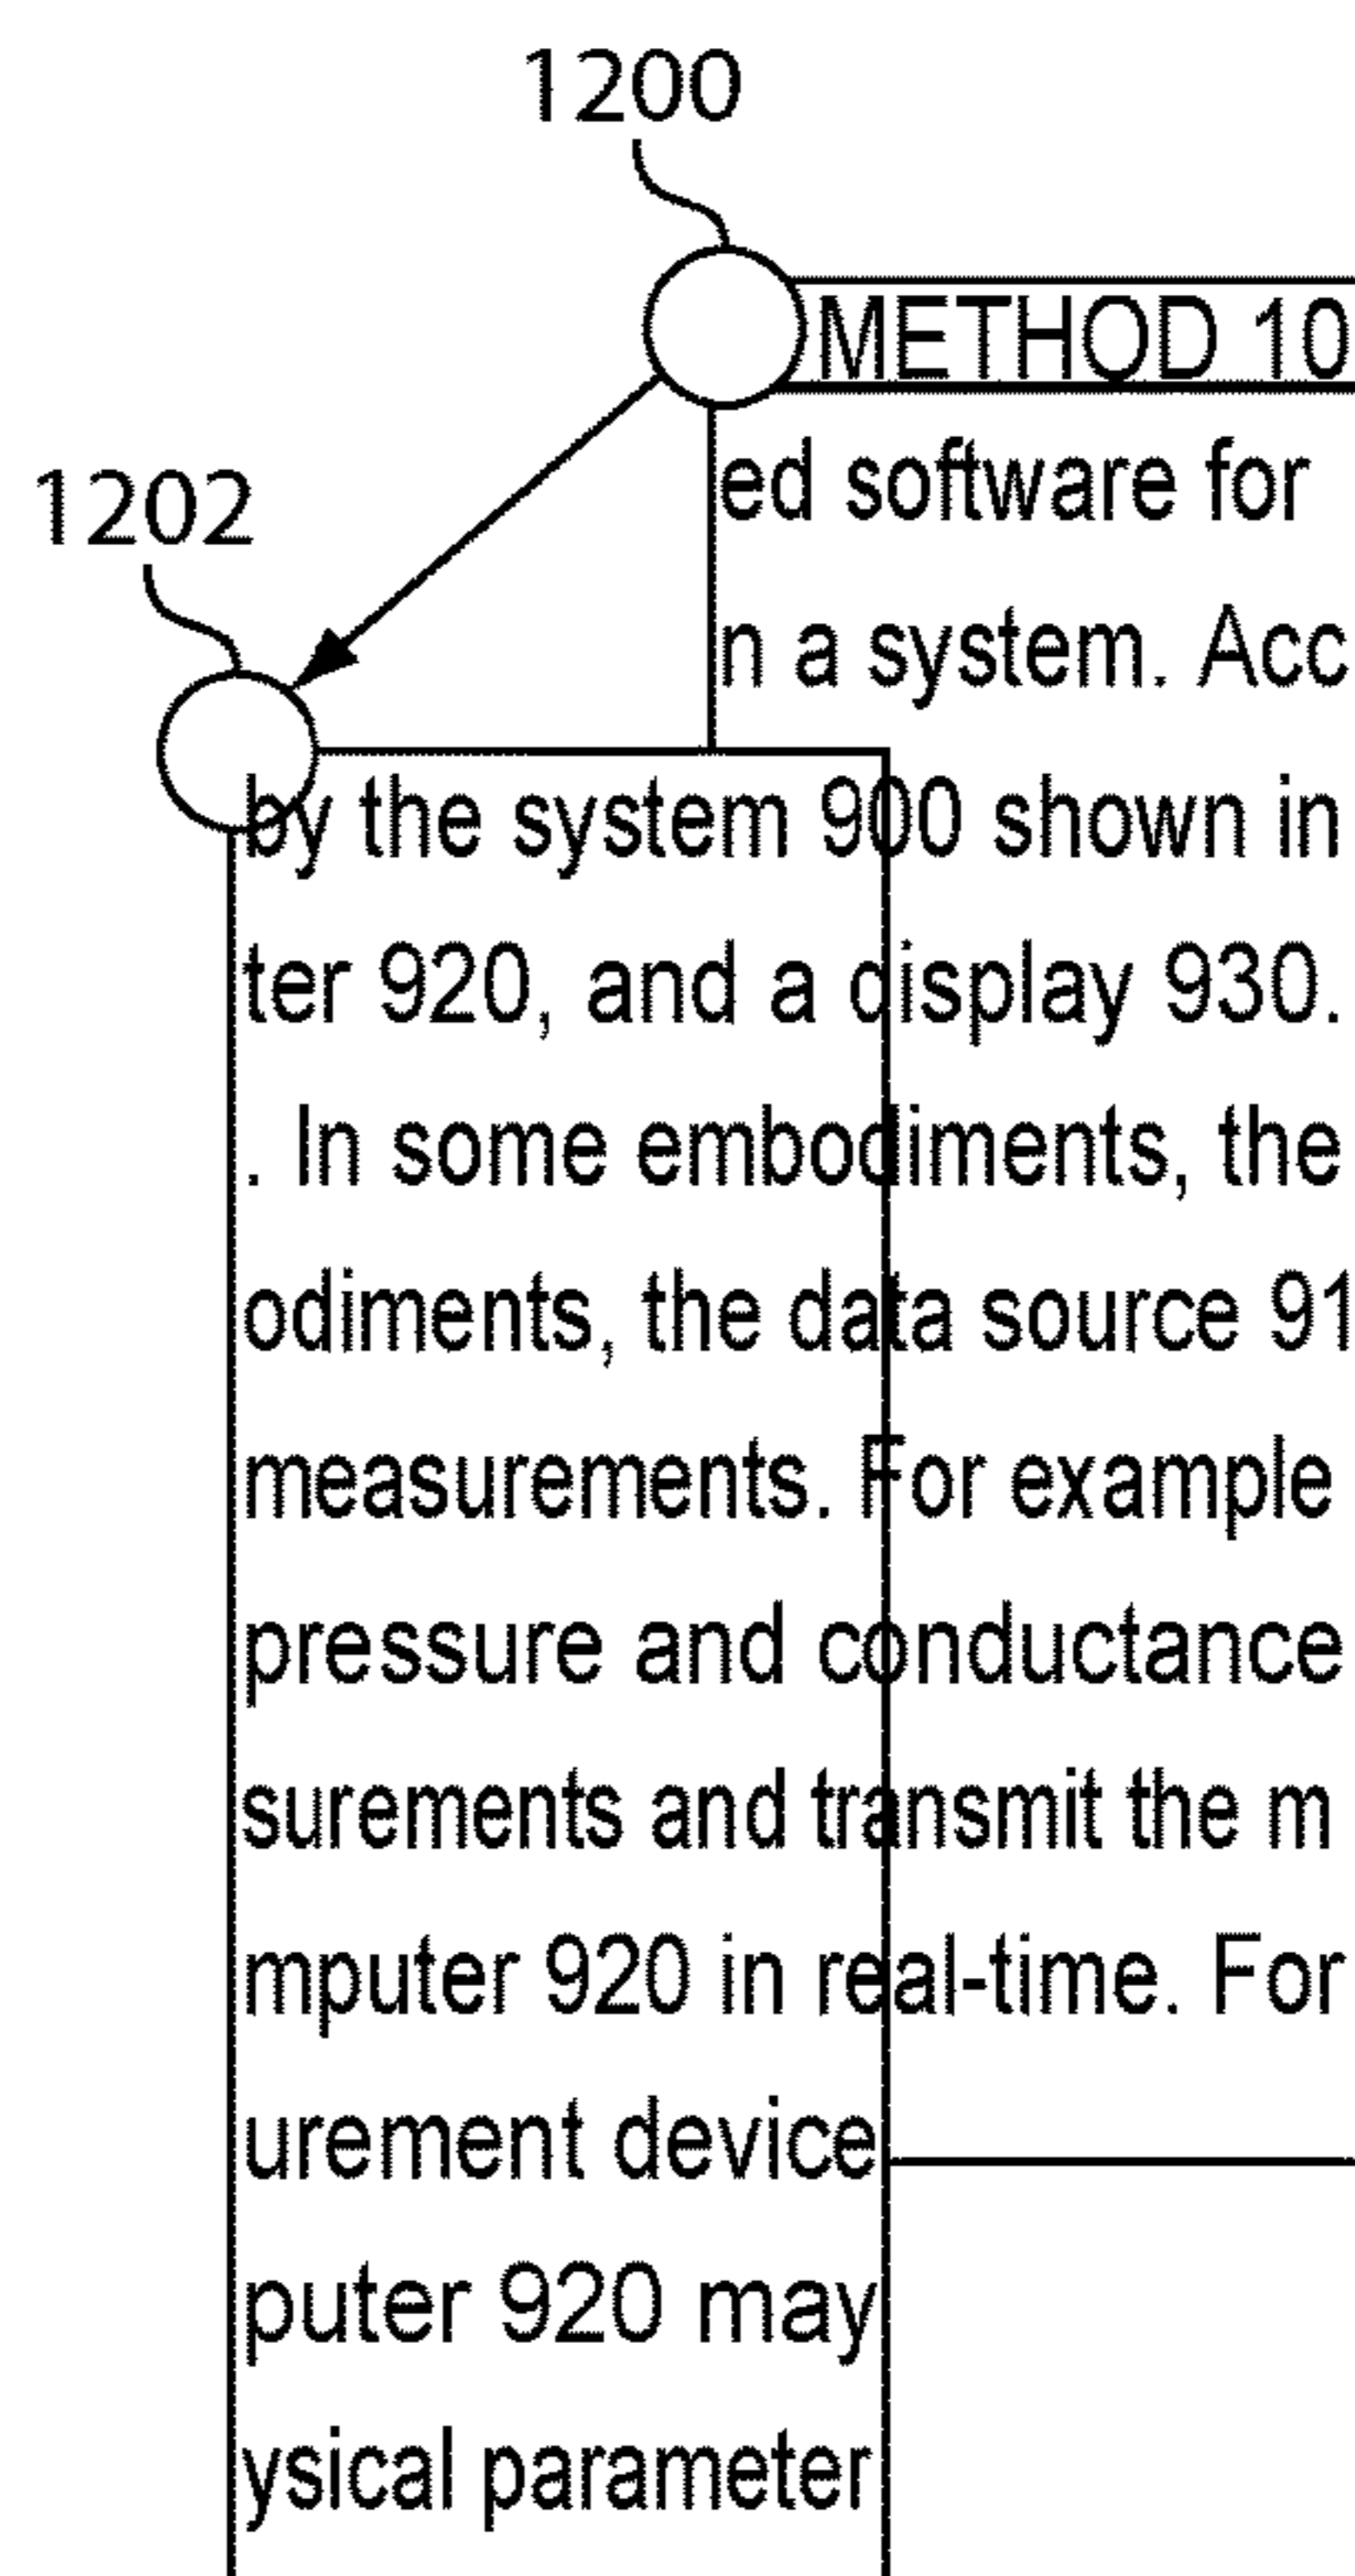 1200
METHOD 10
ed software for
1202
n a system. Acc
by the system 900 shown in
ter 920, and a display 930.
. In some embodiments, the
odiments, the data source 91
measurements. For example
pressure and conductance
surements and transmit the m
mputer 920 in real-time. For
urement device
puter 920 may
ysical parameter